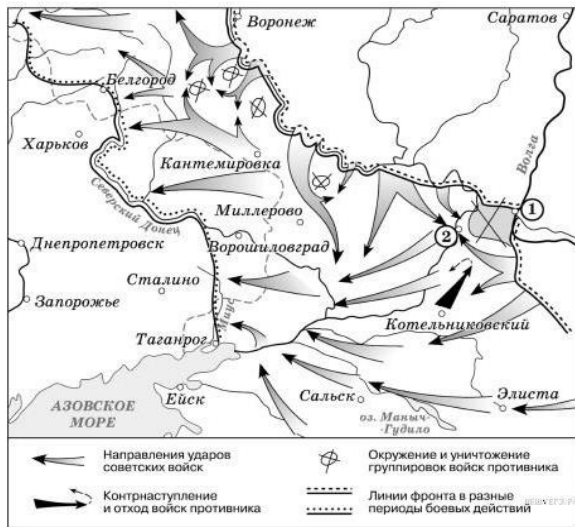 Воронеж
Саратов
Белгород
Харьков
Волга
Кантемировка
Северский Донец
1
Миллерово
2
Днепропетровск
Ворошиловград
Сталино
Запорожье
Миус
Котельниковский
Таганрог
АЗОВСКОЕ
МОРЕ
Ейск
Сальск
Элиста
оз. Маныч-
-Гудило
Направления ударов
советских войск
Окружение и уничтожение
группировок войск противника
Контрнаступление
и отход войск противника
Линии фронта в разные
периоды боевых действий